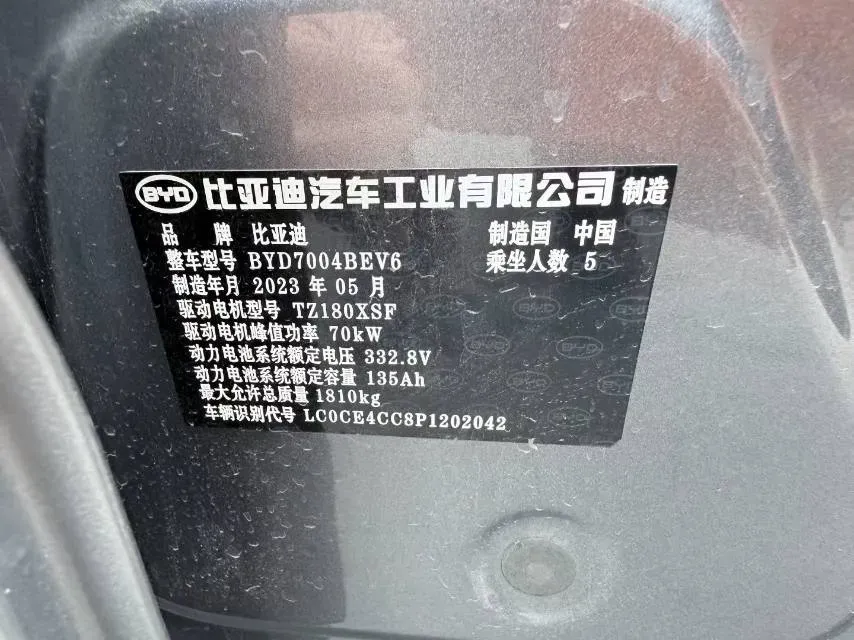 BYD 比亚迪汽车工业有限公司 制造
品 牌 比亚迪 制造国 中国
整车型号 BYD7004BEV6 乘坐人数 5
制造年月 2023 年 05 月
驱动电机型号 TZ180XSF
驱动电机峰值功率 70kW
动力电池系统额定电压 332.8V
动力电池系统额定容量 135Ah
最大允许总质量 1810kg
车辆识别代号 LC0CE4CC8P1202042